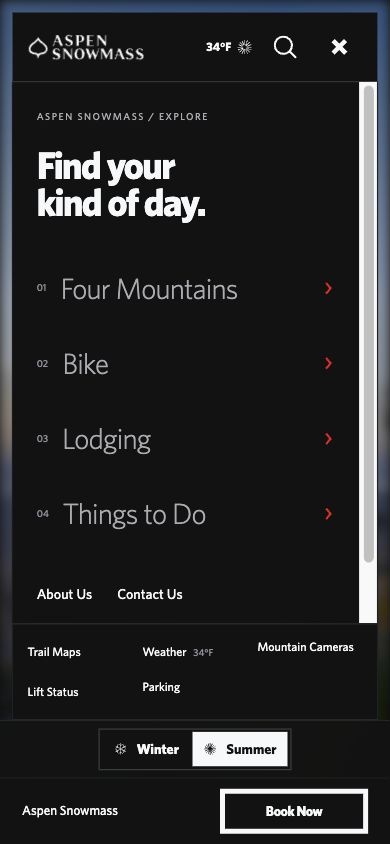 ASPEN
SNOWMASS
34°F
ASPEN SNOWMASS / EXPLORE
Find your
kind of day.
01 Four Mountains
02 Bike
03 Lodging
04 Things to Do
About Us Contact Us
Trail Maps Weather 34°F Mountain Cameras
Lift Status Parking
Winter Summer
Aspen Snowmass Book Now